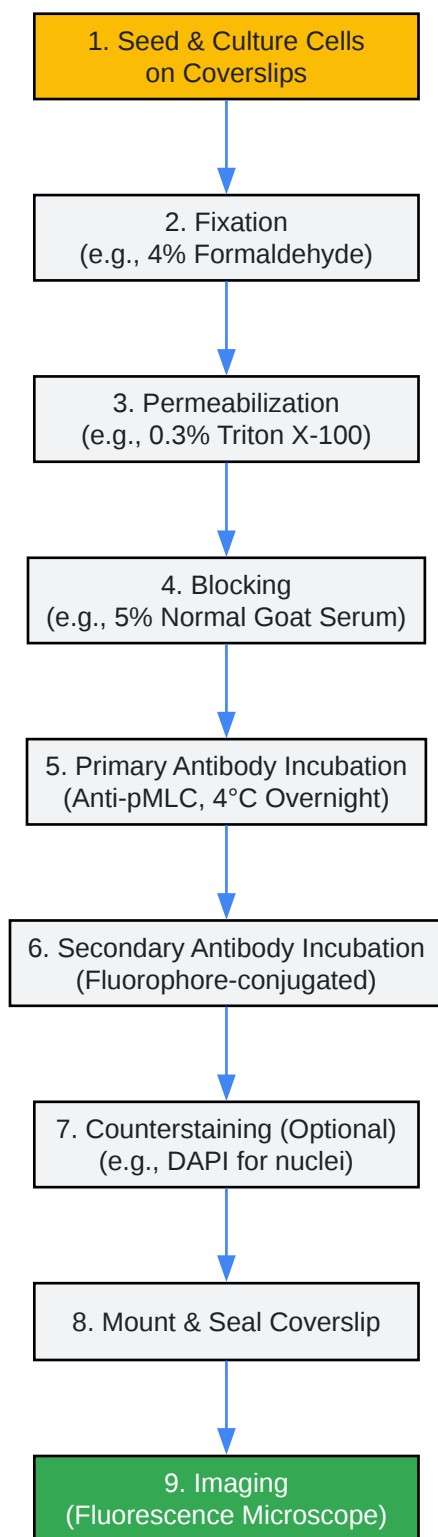 1. Seed & Culture Cells
on Coverslips
2. Fixation
(e.g., 4% Formaldehyde)
3. Permeabilization
(e.g., 0.3% Triton X-100)
4. Blocking
(e.g., 5% Normal Goat Serum)
5. Primary Antibody Incubation
(Anti-pMLC, 4°C Overnight)
6. Secondary Antibody Incubation
(Fluorophore-conjugated)
7. Counterstaining (Optional)
(e.g., DAPI for nuclei)
8. Mount & Seal Coverslip
9. Imaging
(Fluorescence Microscope)